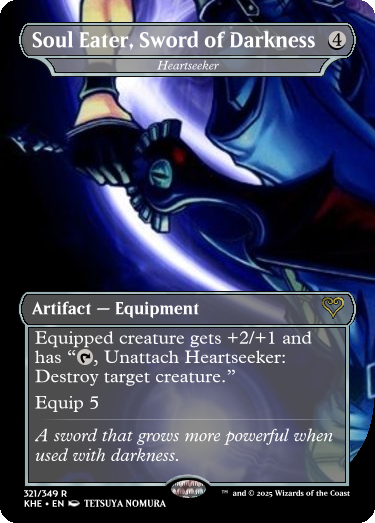 Soul Eater, Sword of Darkness 4
Heartseeker
Artifact — Equipment
Equipped creature gets +2/+1 and
has “, Unattach Heartseeker:
Destroy target creature.”
Equip 5
A sword that grows more powerful when
used with darkness.
321/349 R
KHE • EN TETSUYA NOMURA
™ and © 2025 Wizards of the Coast